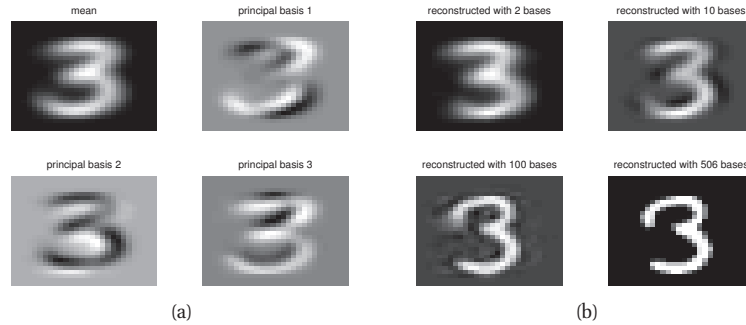 mean
principal basis 1
reconstructed with 2 bases
reconstructed with 10 bases
principal basis 2
principal basis 3
reconstructed with 100 bases
reconstructed with 506 bases
(a)
(b)